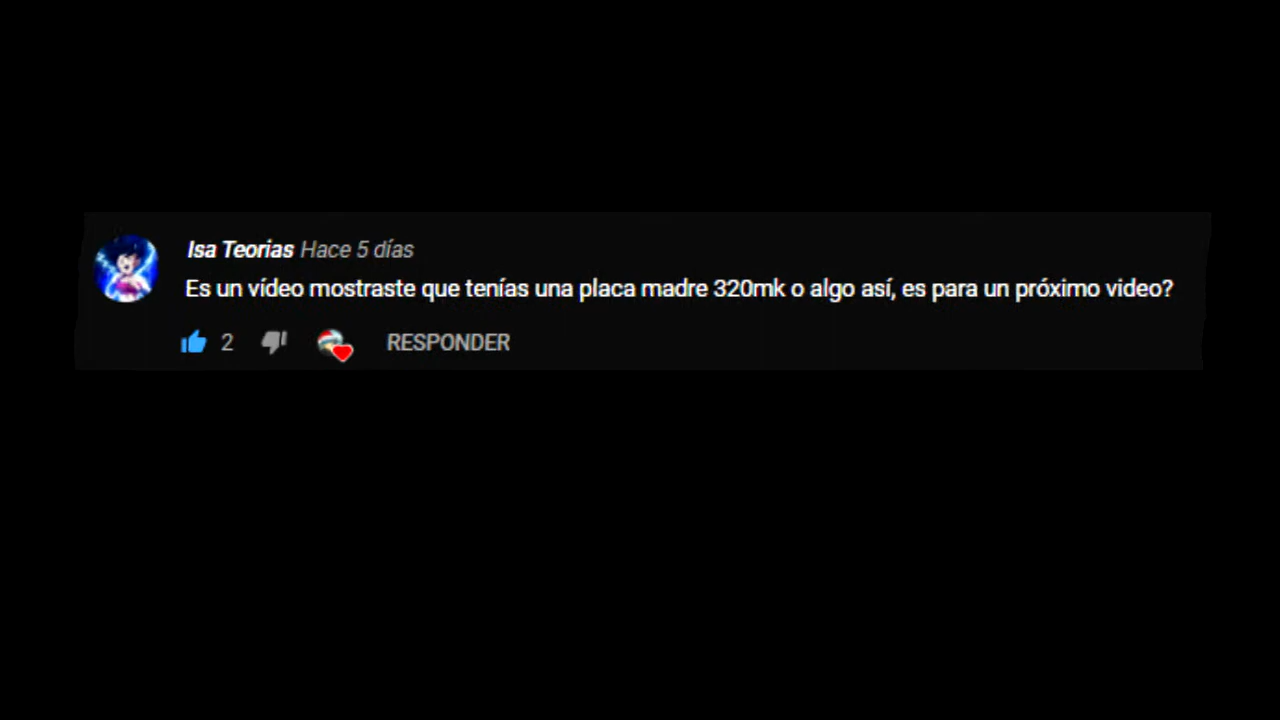 Isa Teorias Hace 5 días
Es un vídeo mostraste que tenías una placa madre 320mk o algo así, es para un próximo video?
2 RESPONDER